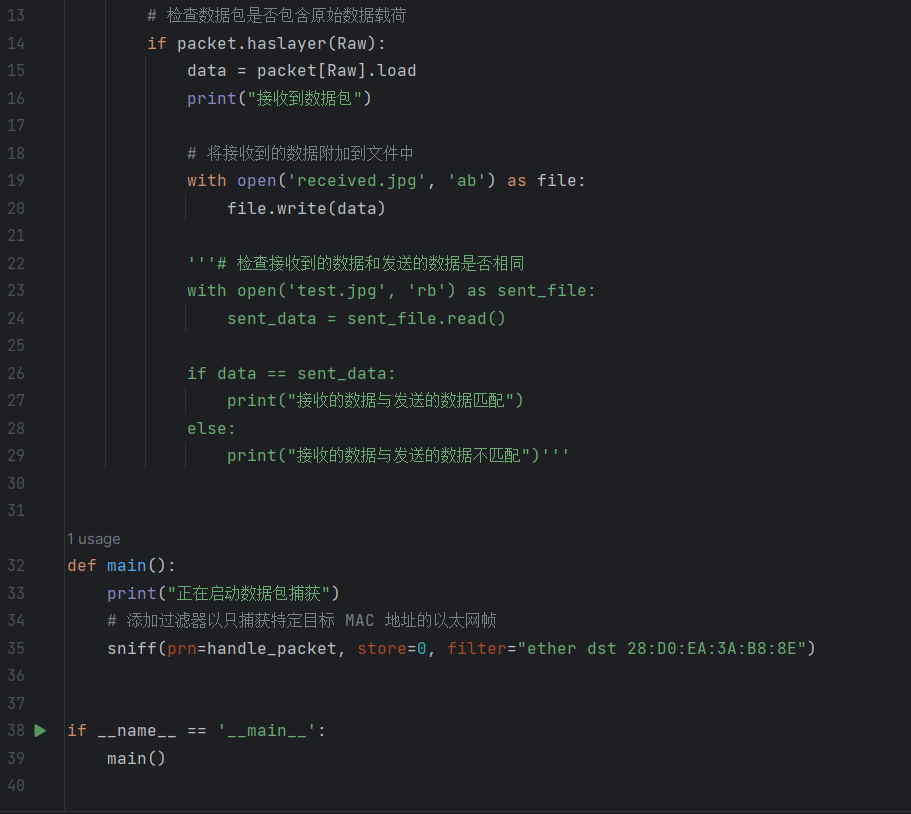 13 # 检查数据包是否包含原始数据载荷
14 if packet.haslayer(Raw):
15 data = packet[Raw].load
16 print("接收到数据包")
17
18 # 将接收到的数据附加到文件中
19 with open('received.jpg', 'ab') as file:
20 file.write(data)
21
22 '''# 检查接收到的数据和发送的数据是否相同
23 with open('test.jpg', 'rb') as sent_file:
24 sent_data = sent_file.read()
25
26 if data == sent_data:
27 print("接收的数据与发送的数据匹配")
28 else:
29 print("接收的数据与发送的数据不匹配")'''
30
31
1 usage
32 def main():
33 print("正在启动数据包捕获")
34 # 添加过滤器以只捕获特定目标 MAC 地址的以太网帧
35 sniff(prn=handle_packet, store=0, filter="ether dst 28:D0:EA:3A:B8:8E")
36
37
38 if __name__ == '__main__':
39 main()
40